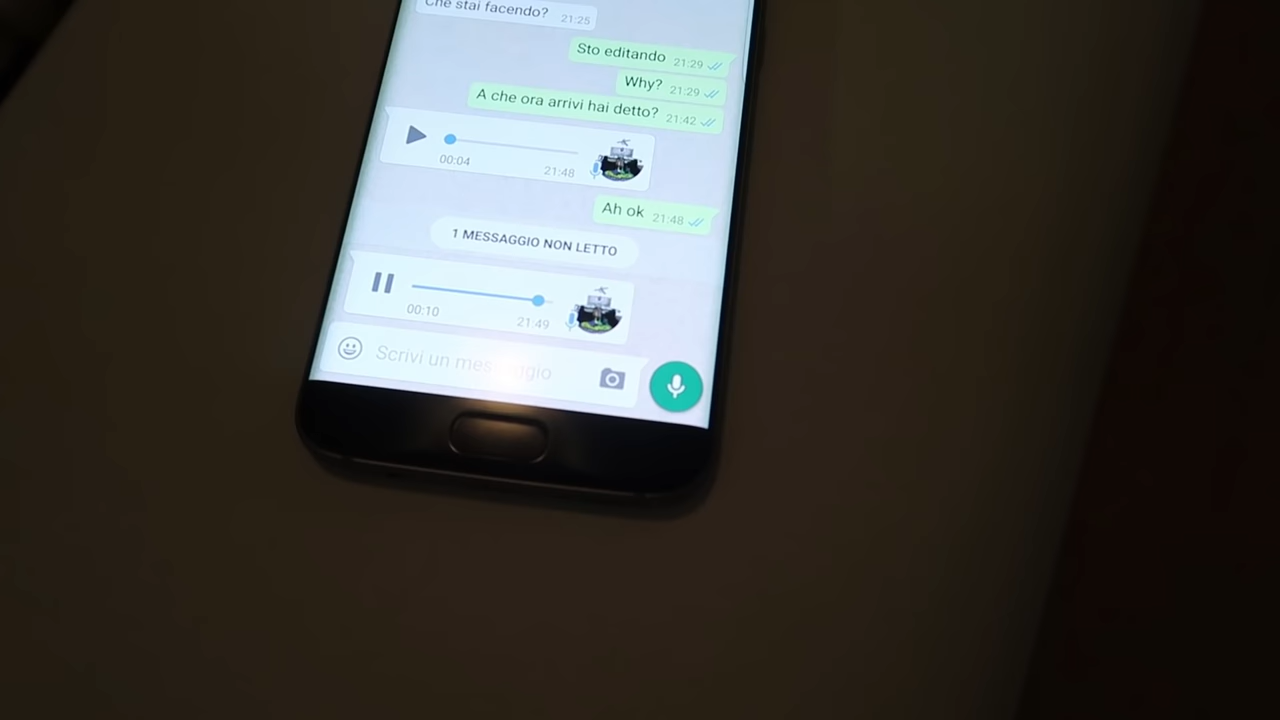 Che stai facendo? 21:25
Sto editando 21:29
Why? 21:29
A che ora arrivi hai detto? 21:42
00:04 21:48
Ah ok 21:48
1 MESSAGGIO NON LETTO
00:10 21:49
Scrivi un messaggio